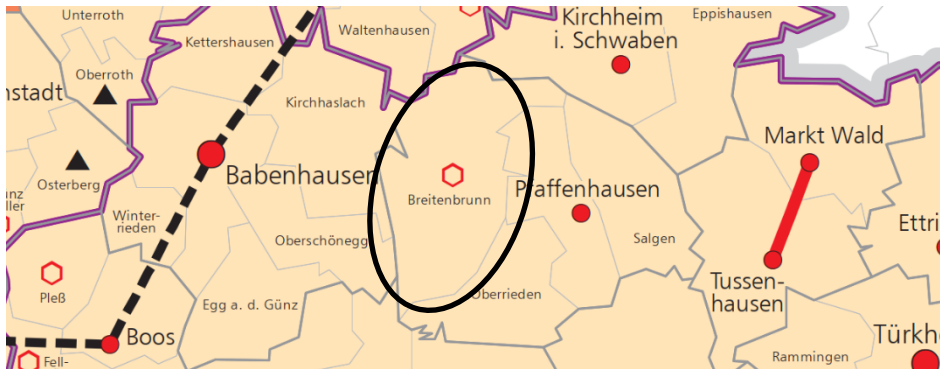 Unterroth
Kettershausen
Waltenhausen
Kirchheim
i. Schwaben
Eppishausen
Oberroth
nstadt
Kirchhaslach
Markt Wald
Osterberg
Babenhausen
Breitenbrunn
Pfaffenhausen
Winter-
rieden
Oberschönegg
Salgen
Ettri
Pleß
Egg a. d. Günz
Oberrieden
Tussen-
hausen
Boos
Türkh
Fell-
Rammingen